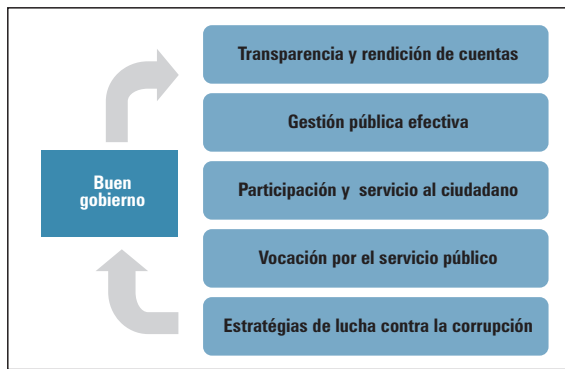 Transparencia y rendición de cuentas
Gestión pública efectiva
Buen
gobierno
Participación y servicio al ciudadano
Vocación por el servicio público
Estratégias de lucha contra la corrupción